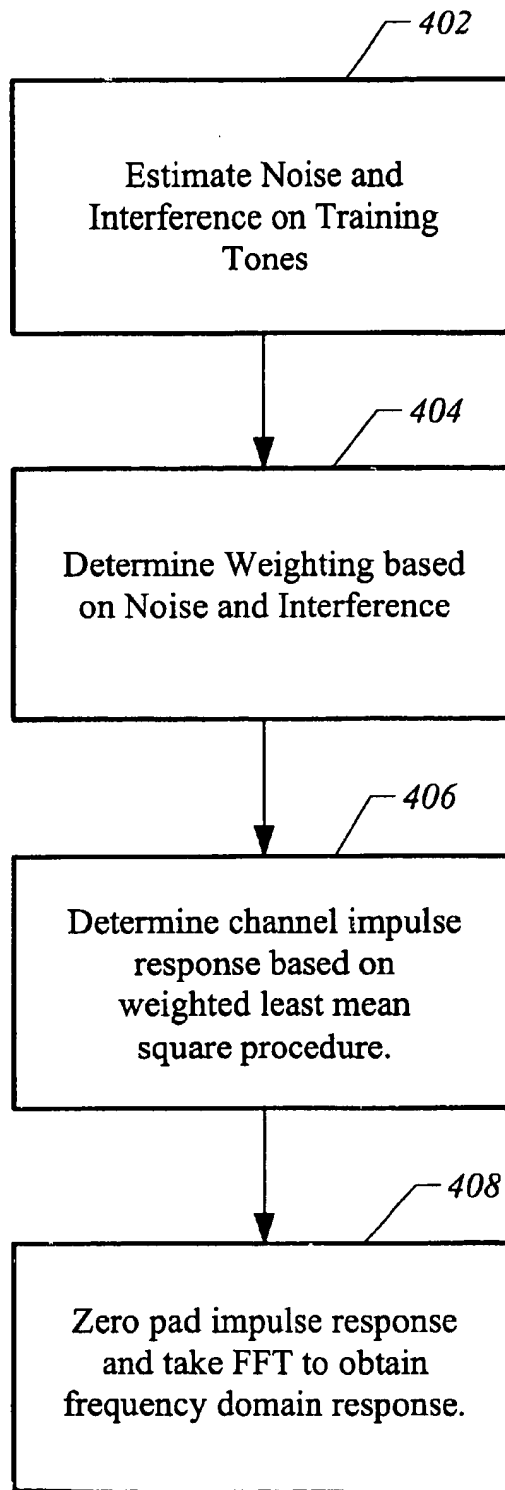 402
Estimate Noise and
Interference on Training
Tones
404
Determine Weighting based
on Noise and Interference
406
Determine channel impulse
response based on
weighted least mean
square procedure.
408
Zero pad impulse response
and take FFT to obtain
frequency domain response.